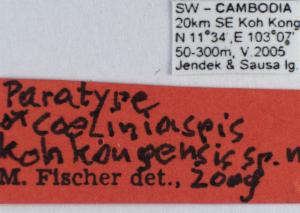 SW - CAMBODIA
20km SE Koh Kong
N 11°34', E 103°07'
50-300m, V.2005
Jendek & Sausa lg.
Paratype
of coeliniaspis
kohkongensis sp. n
M. Fischer det., 2009